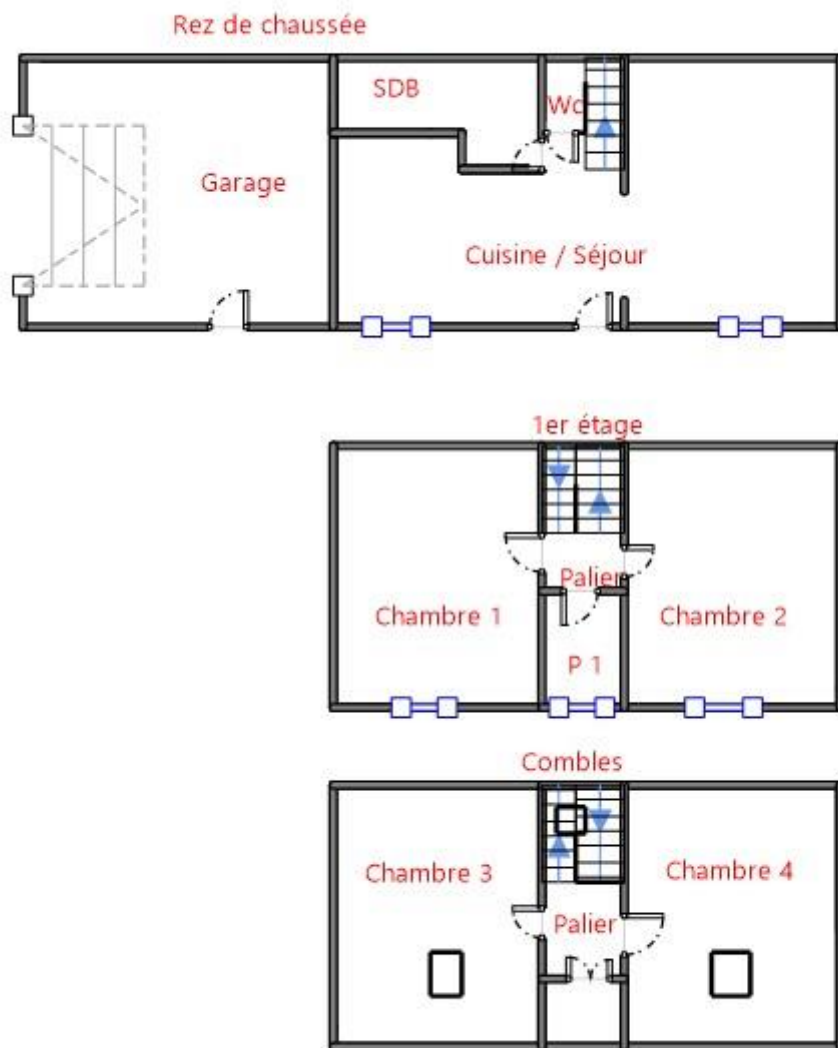 Rez de chaussée
SDB
Wc
Garage
Cuisine / Séjour
1er étage
Palier
Chambre 1
Chambre 2
P 1
Combles
Chambre 3
Chambre 4
Palier